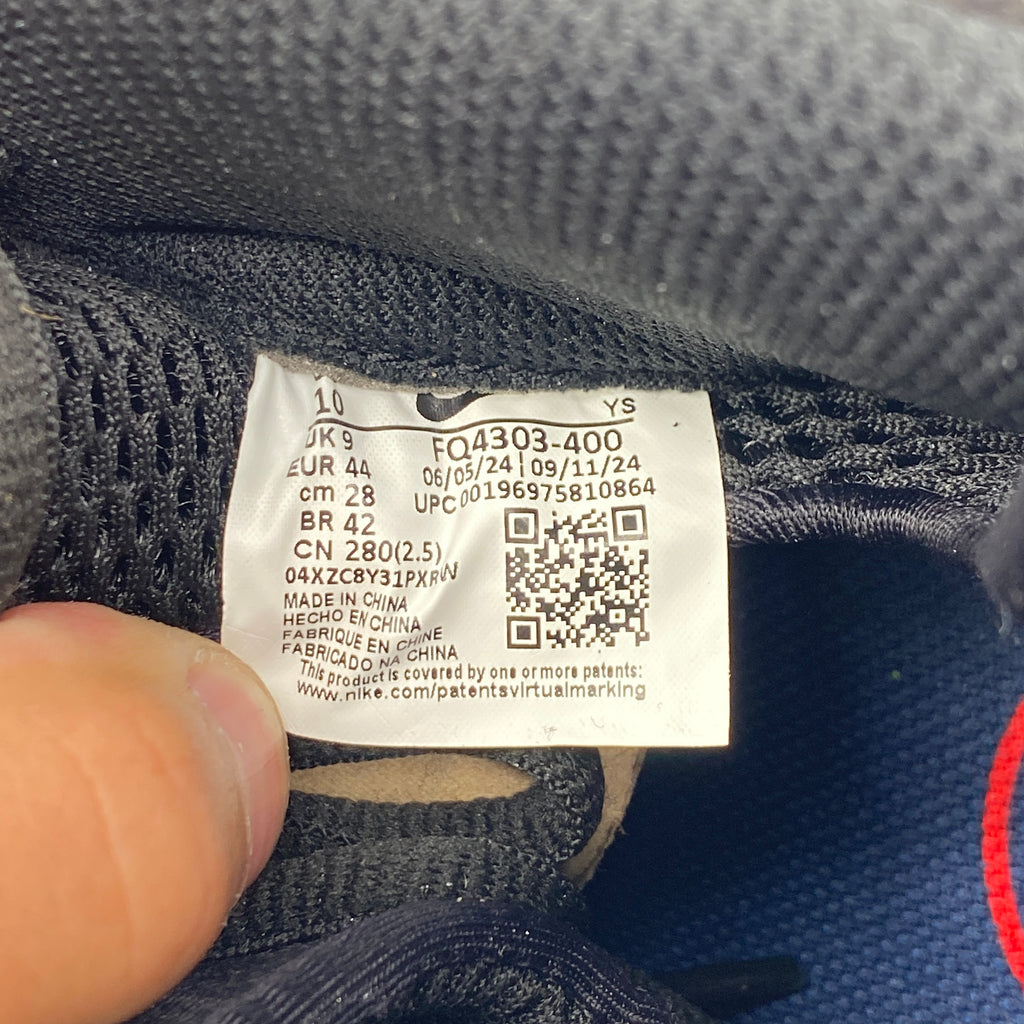 10 YS
UK 9 FQ4303-400
EUR 44 06/05/24 | 09/11/24
cm 28 UPC 00196975810864
BR 42
CN 280(2.5)
04XZC8Y31PXRW
MADE IN CHINA
HECHO EN CHINA
FABRIQUE EN CHINE
FABRICADO NA CHINA
This product is covered by one or more patents:
www.nike.com/patentsvirtualmarking